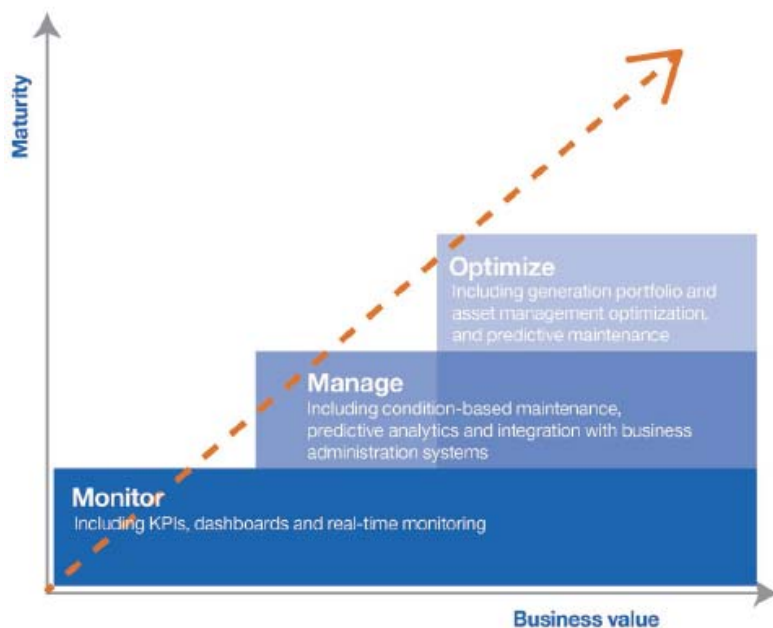 Maturity
Optimize
Including generation portfolio and
asset management optimization,
and predictive maintenance
Manage
Including condition-based maintenance,
predictive analytics and integration with business
administration systems
Monitor
Including KPIs, dashboards and real-time monitoring
Business value